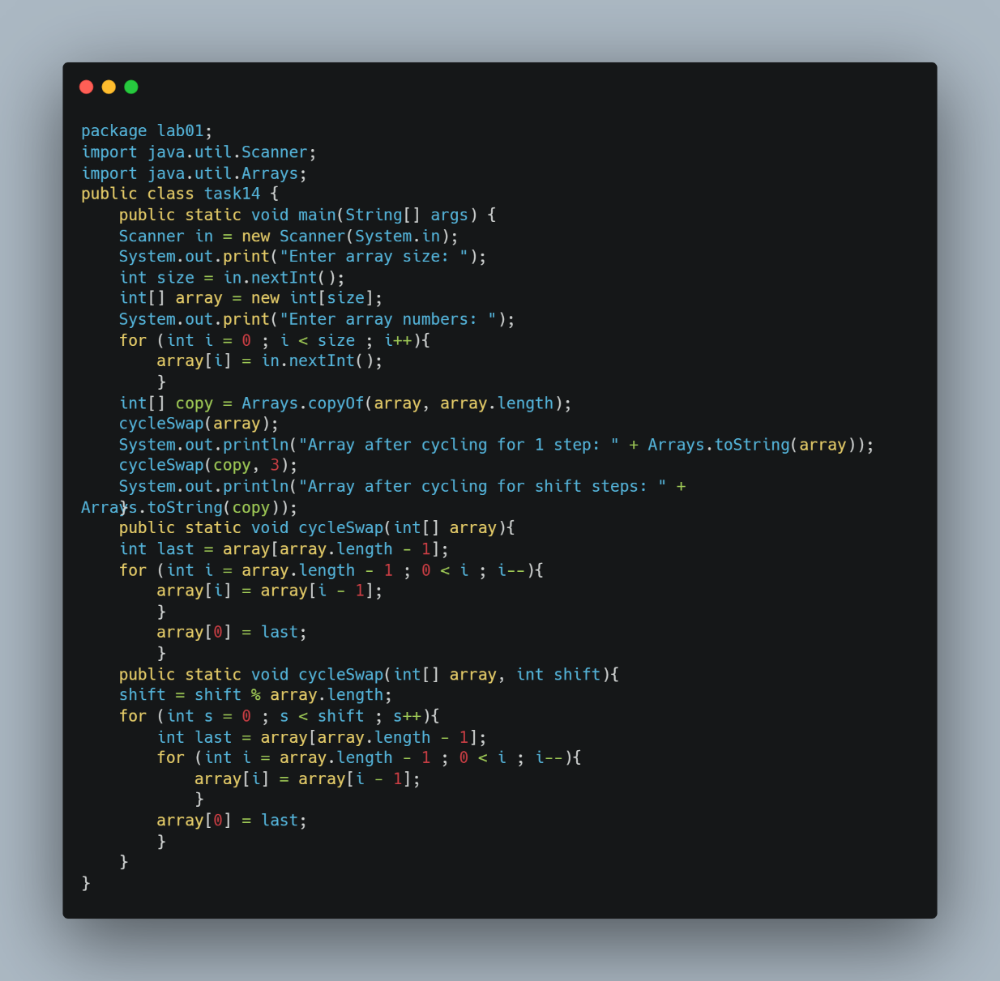 package lab01;
import java.util.Scanner;
import java.util.Arrays;
public class task14 {
    public static void main(String[] args) {
    Scanner in = new Scanner(System.in);
    System.out.print("Enter array size: ");
    int size = in.nextInt();
    int[] array = new int[size];
    System.out.print("Enter array numbers: ");
    for (int i = 0 ; i < size ; i++){
        array[i] = in.nextInt();
        }
    int[] copy = Arrays.copyOf(array, array.length);
    cycleSwap(array);
    System.out.println("Array after cycling for 1 step: " + Arrays.toString(array));
    cycleSwap(copy, 3);
    System.out.println("Array after cycling for shift steps: " +
Arrays.toString(copy));
    }
    public static void cycleSwap(int[] array){
    int last = array[array.length - 1];
    for (int i = array.length - 1 ; 0 < i ; i--){
        array[i] = array[i - 1];
        }
        array[0] = last;
        }
    public static void cycleSwap(int[] array, int shift){
    shift = shift % array.length;
    for (int s = 0 ; s < shift ; s++){
        int last = array[array.length - 1];
        for (int i = array.length - 1 ; 0 < i ; i--){
            array[i] = array[i - 1];
            }
        array[0] = last;
        }
    }
}